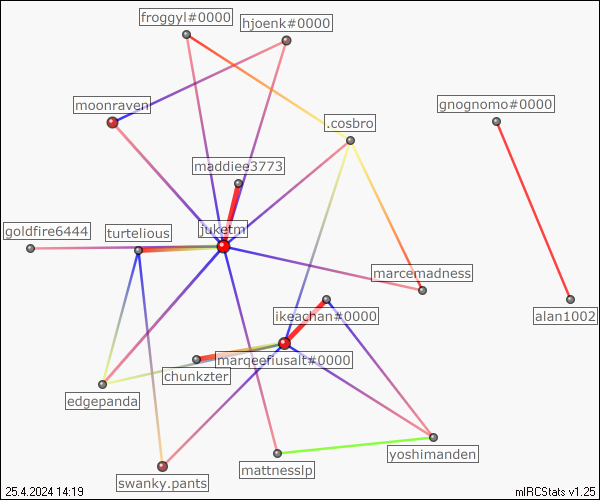 froggyl#0000
hjoenk#0000
moonraven
gnognomo#0000
.cosbro
maddiee3773
goldfire6444
turtelious
juketm
marcemadness
ikeachan#0000
alan1002
marqeeriusalt#0000
chunkzter
edgepanda
yoshimanden
mattnesslp
swanky.pants
25.4.2024 14:19
mIRCStats v1.25